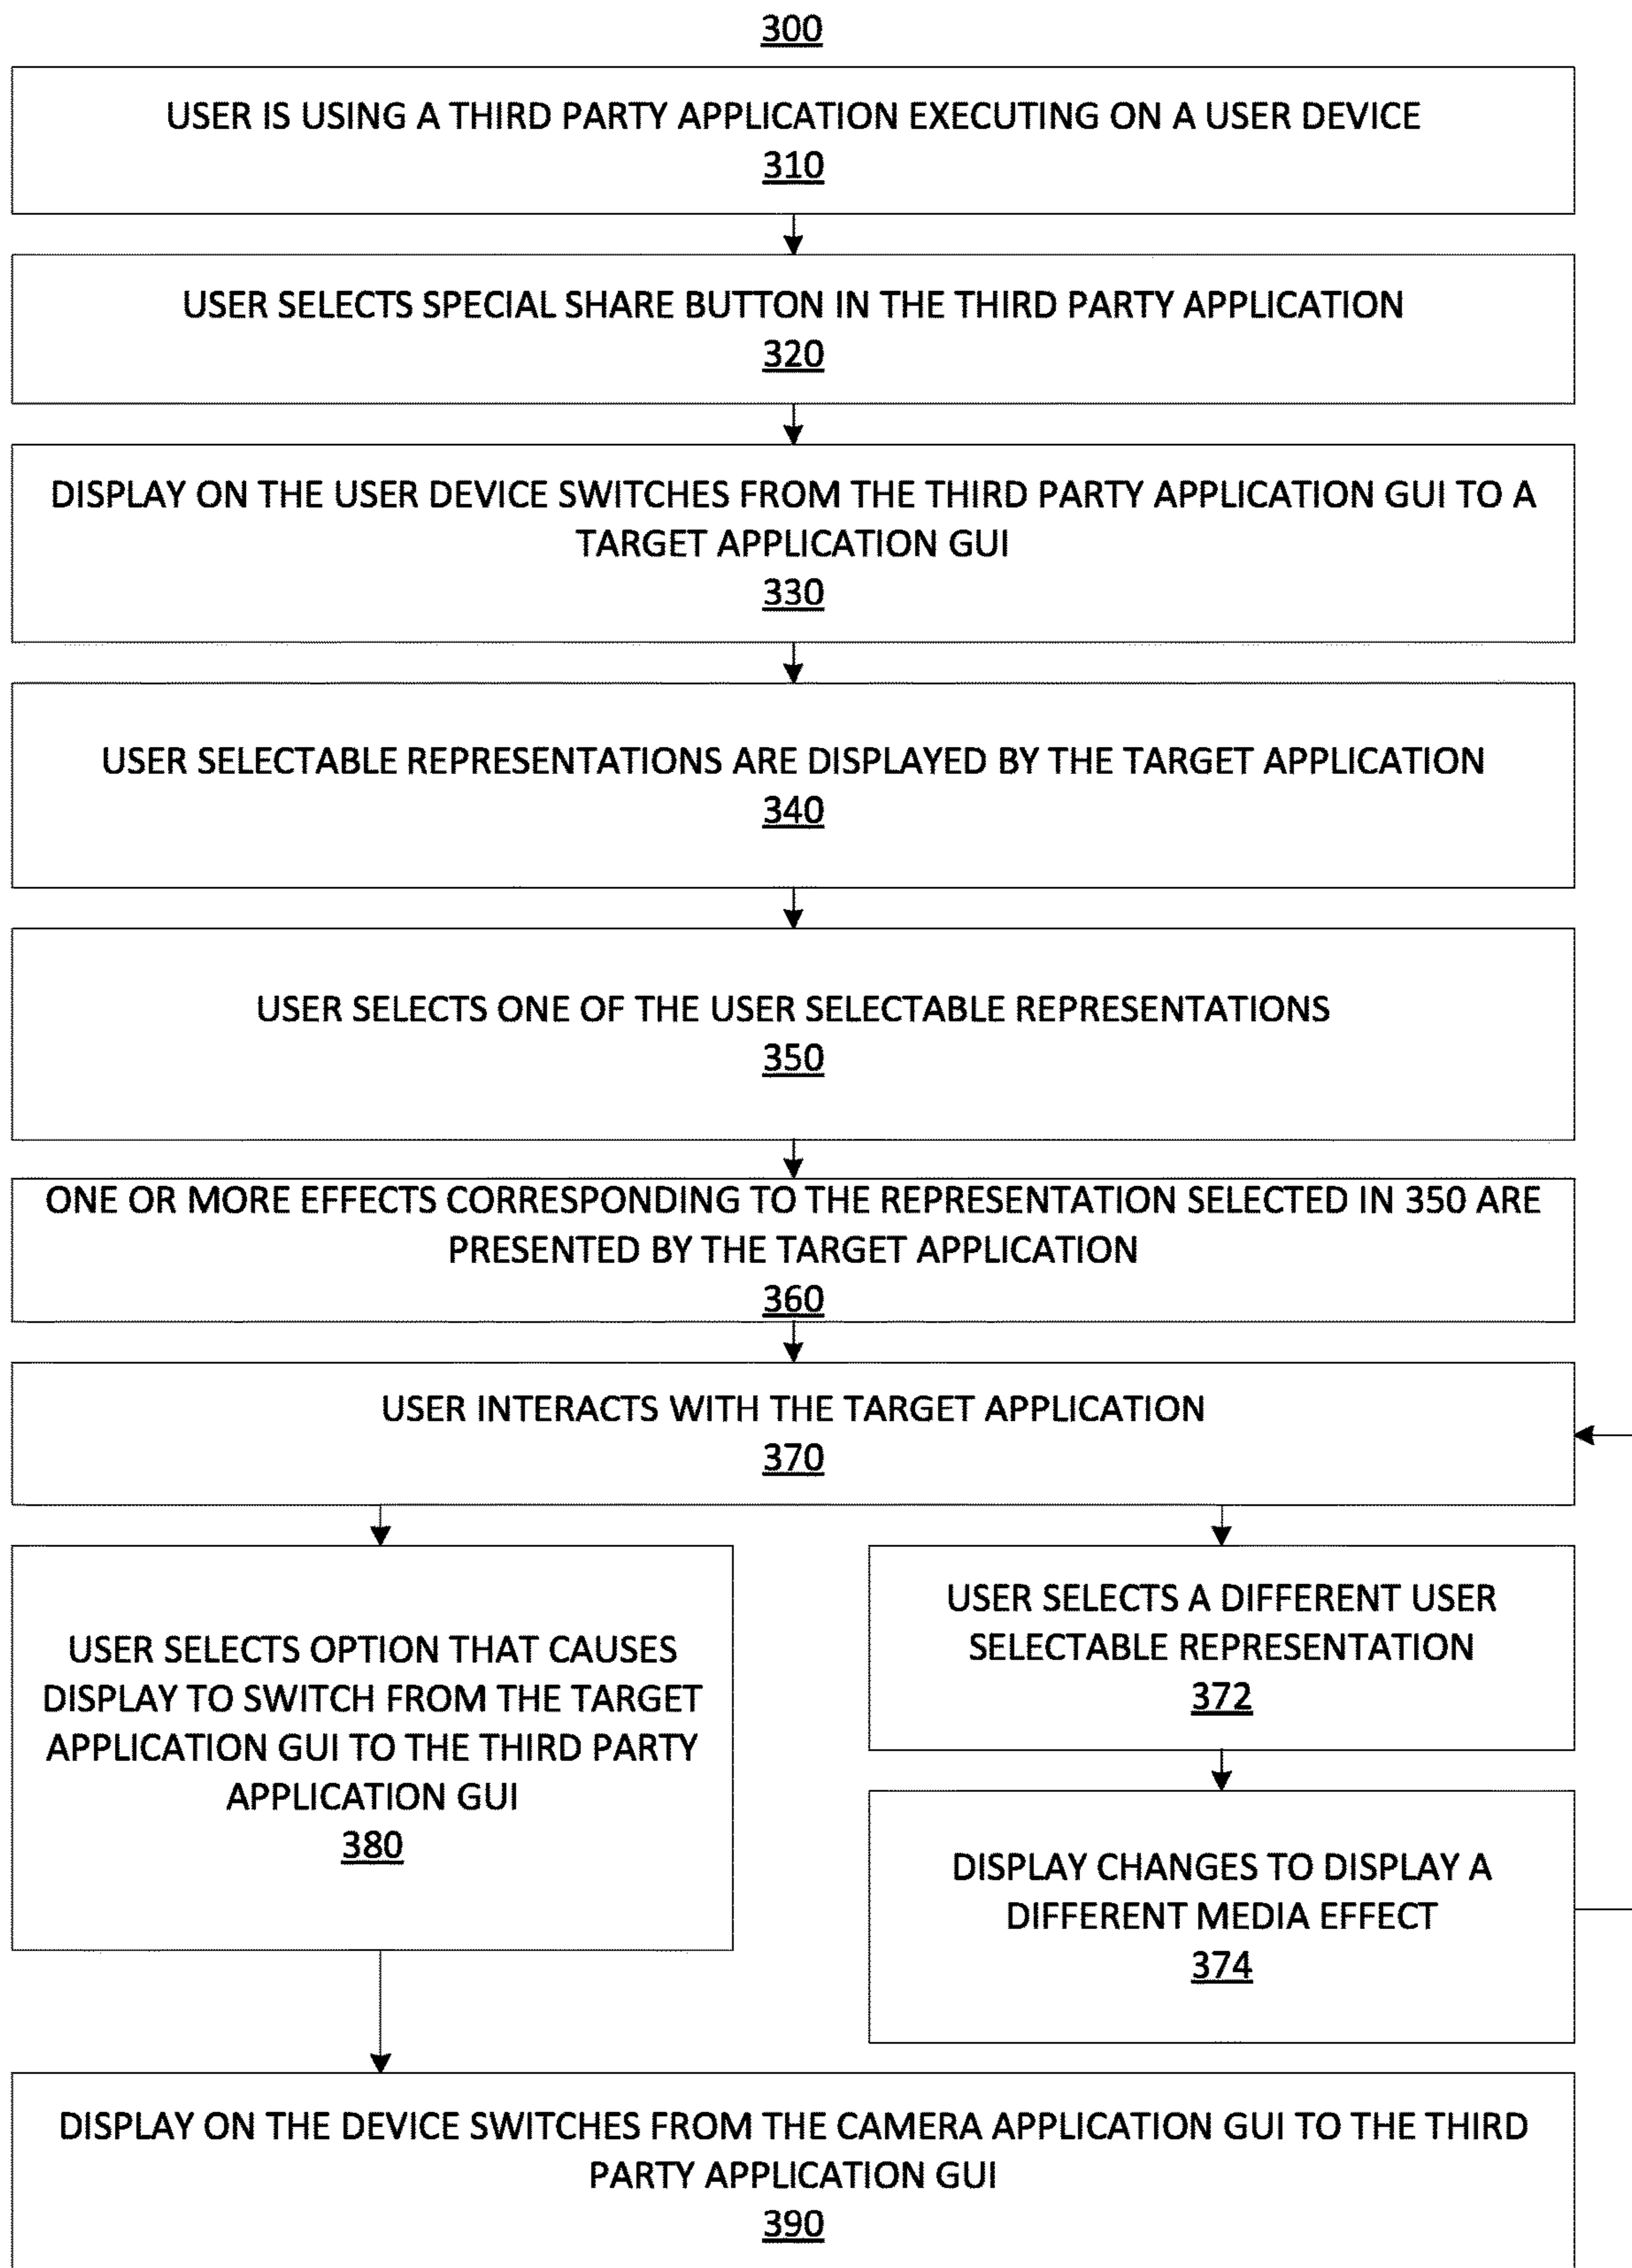 300
USER IS USING A THIRD PARTY APPLICATION EXECUTING ON A USER DEVICE
310
USER SELECTS SPECIAL SHARE BUTTON IN THE THIRD PARTY APPLICATION
320
DISPLAY ON THE USER DEVICE SWITCHES FROM THE THIRD PARTY APPLICATION GUI TO A
TARGET APPLICATION GUI
330
USER SELECTABLE REPRESENTATIONS ARE DISPLAYED BY THE TARGET APPLICATION
340
USER SELECTS ONE OF THE USER SELECTABLE REPRESENTATIONS
350
ONE OR MORE EFFECTS CORRESPONDING TO THE REPRESENTATION SELECTED IN 350 ARE
PRESENTED BY THE TARGET APPLICATION
360
USER INTERACTS WITH THE TARGET APPLICATION
370
USER SELECTS OPTION THAT CAUSES
DISPLAY TO SWITCH FROM THE TARGET
APPLICATION GUI TO THE THIRD PARTY
APPLICATION GUI
380
USER SELECTS A DIFFERENT USER
SELECTABLE REPRESENTATION
372
DISPLAY CHANGES TO DISPLAY A
DIFFERENT MEDIA EFFECT
374
DISPLAY ON THE DEVICE SWITCHES FROM THE CAMERA APPLICATION GUI TO THE THIRD
PARTY APPLICATION GUI
390